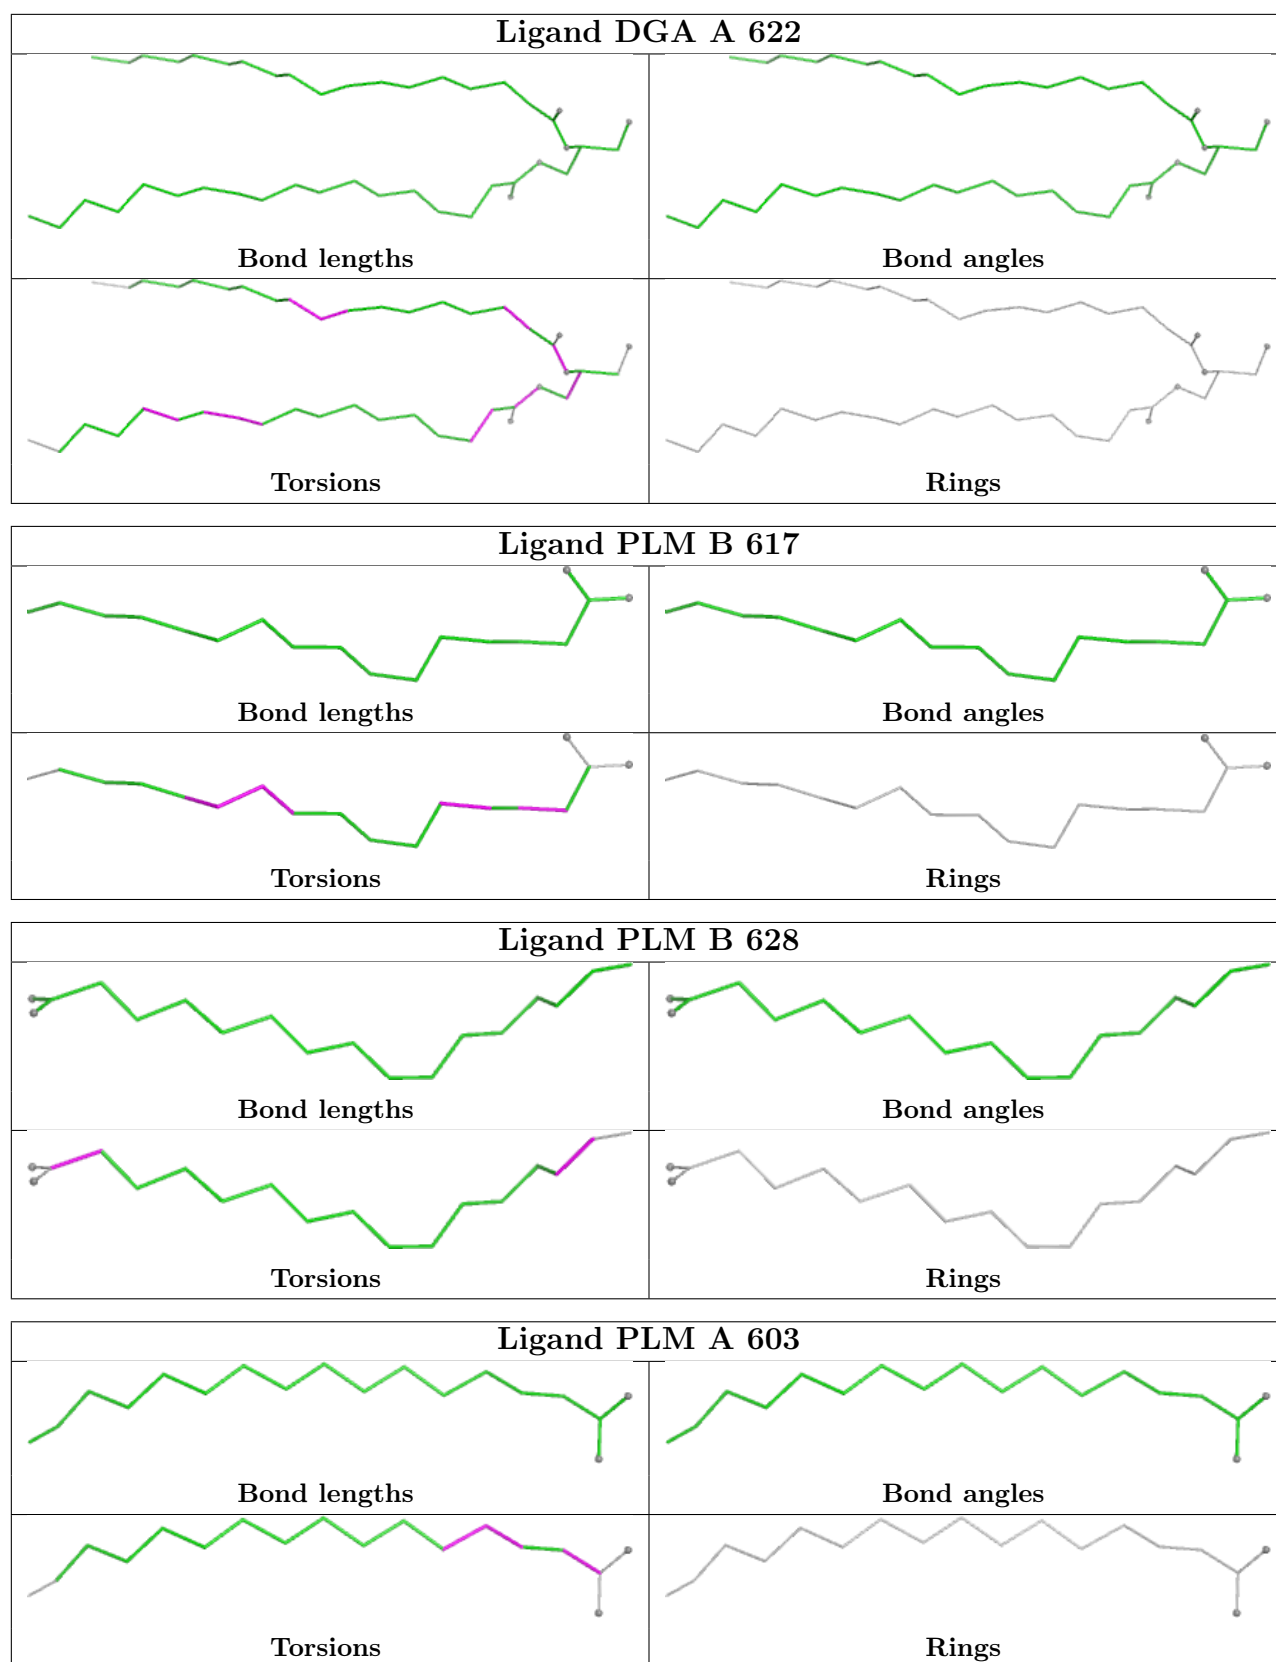 Ligand DGA A 622
Bond lengths
Bond angles
Torsions
Rings
Ligand PLM B 617
Bond lengths
Bond angles
Torsions
Rings
Ligand PLM B 628
Bond lengths
Bond angles
Torsions
Rings
Ligand PLM A 603
Bond lengths
Bond angles
Torsions
Rings